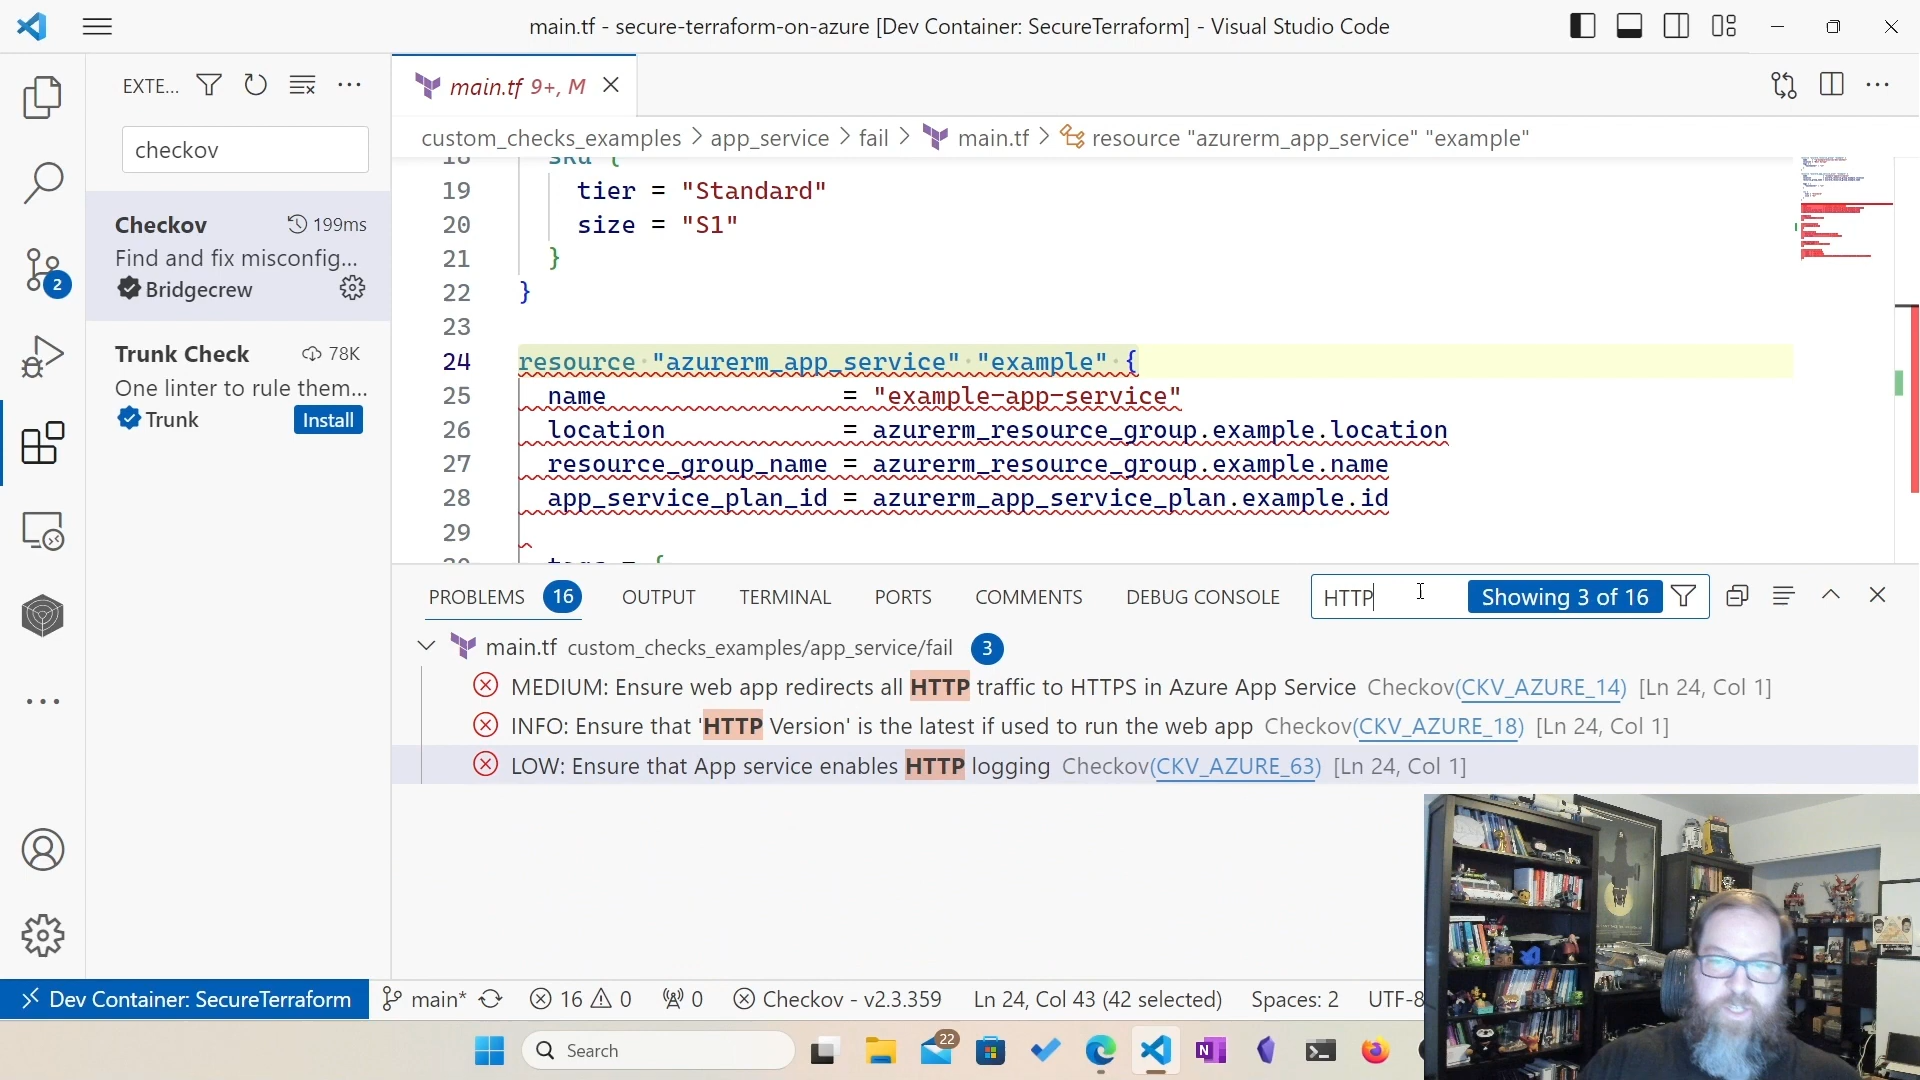 main.tf - secure-terraform-on-azure [Dev Container: SecureTerraform] - Visual Studio Code
EXTE...
main.tf 9+, M
checkov
custom_checks_examples > app_service > fail > main.tf > resource "azurerm_app_service" "example"
Checkov 199ms
Find and fix misconfig...
Bridgecrew
Trunk Check 78K
One linter to rule them...
Trunk Install
2
18 sku {
19 tier = "Standard"
20 size = "S1"
21 }
22 }
23
24 resource "azurerm_app_service" "example" {
25 name = "example-app-service"
26 location = azurerm_resource_group.example.location
27 resource_group_name = azurerm_resource_group.example.name
28 app_service_plan_id = azurerm_app_service_plan.example.id
29
30 tags = {
PROBLEMS 16 OUTPUT TERMINAL PORTS COMMENTS DEBUG CONSOLE HTTP Showing 3 of 16
main.tf custom_checks_examples/app_service/fail 3
MEDIUM: Ensure web app redirects all HTTP traffic to HTTPS in Azure App Service Checkov(CKV_AZURE_14) [Ln 24, Col 1]
INFO: Ensure that 'HTTP Version' is the latest if used to run the web app Checkov(CKV_AZURE_18) [Ln 24, Col 1]
LOW: Ensure that App service enables HTTP logging Checkov(CKV_AZURE_63) [Ln 24, Col 1]
Dev Container: SecureTerraform main* 16 0 0 Checkov - v2.3.359 Ln 24, Col 43 (42 selected) Spaces: 2 UTF-8
Search 22